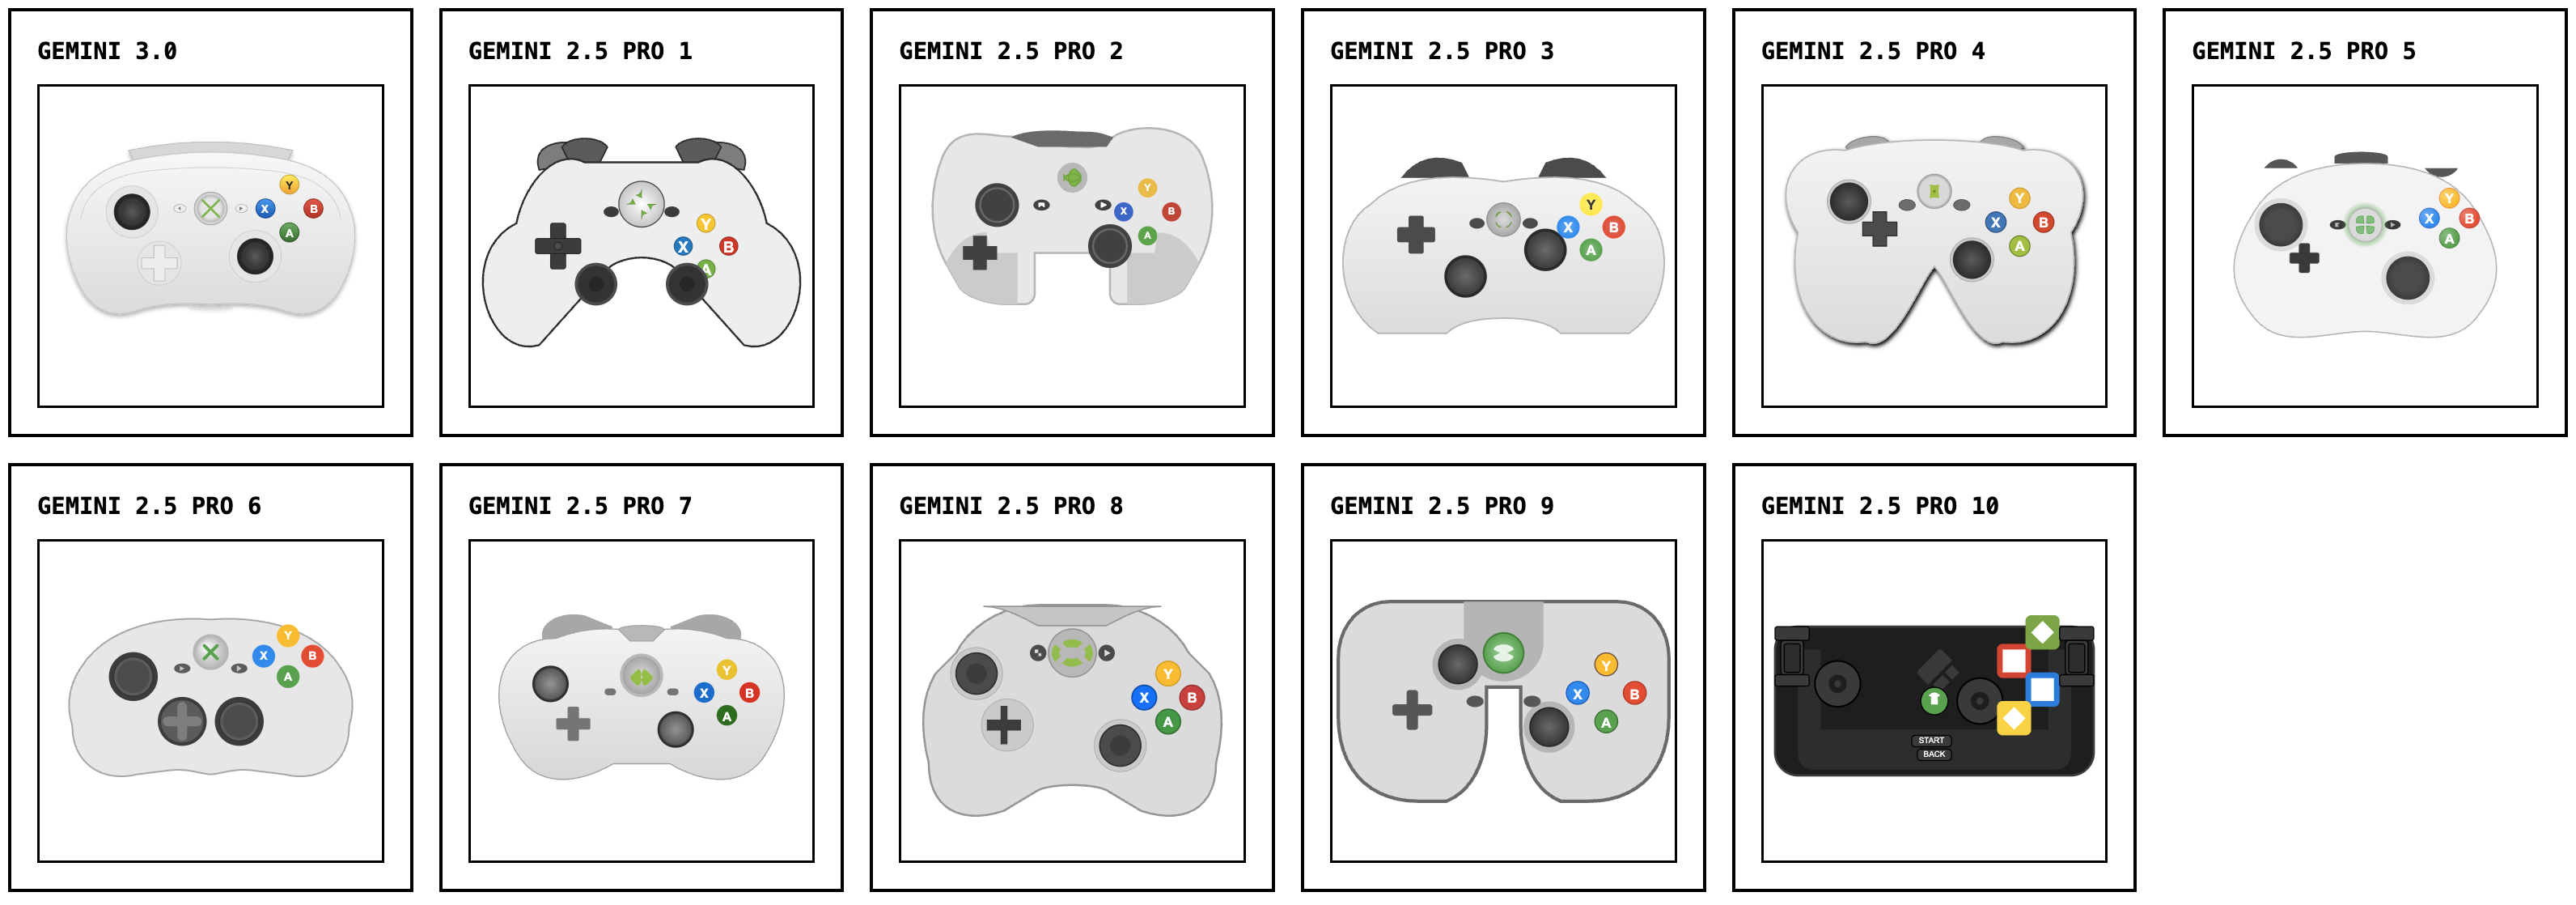 GEMINI 3.0
Y
X
B
A
GEMINI 2.5 PRO 1
Y
X
B
A
GEMINI 2.5 PRO 2
Y
X
B
A
GEMINI 2.5 PRO 3
Y
X
B
A
GEMINI 2.5 PRO 4
Y
X
B
A
GEMINI 2.5 PRO 5
Y
X
B
A
GEMINI 2.5 PRO 6
Y
X
B
A
GEMINI 2.5 PRO 7
Y
X
B
A
GEMINI 2.5 PRO 8
Y
X
B
A
GEMINI 2.5 PRO 9
Y
X
B
A
GEMINI 2.5 PRO 10
START
BACK